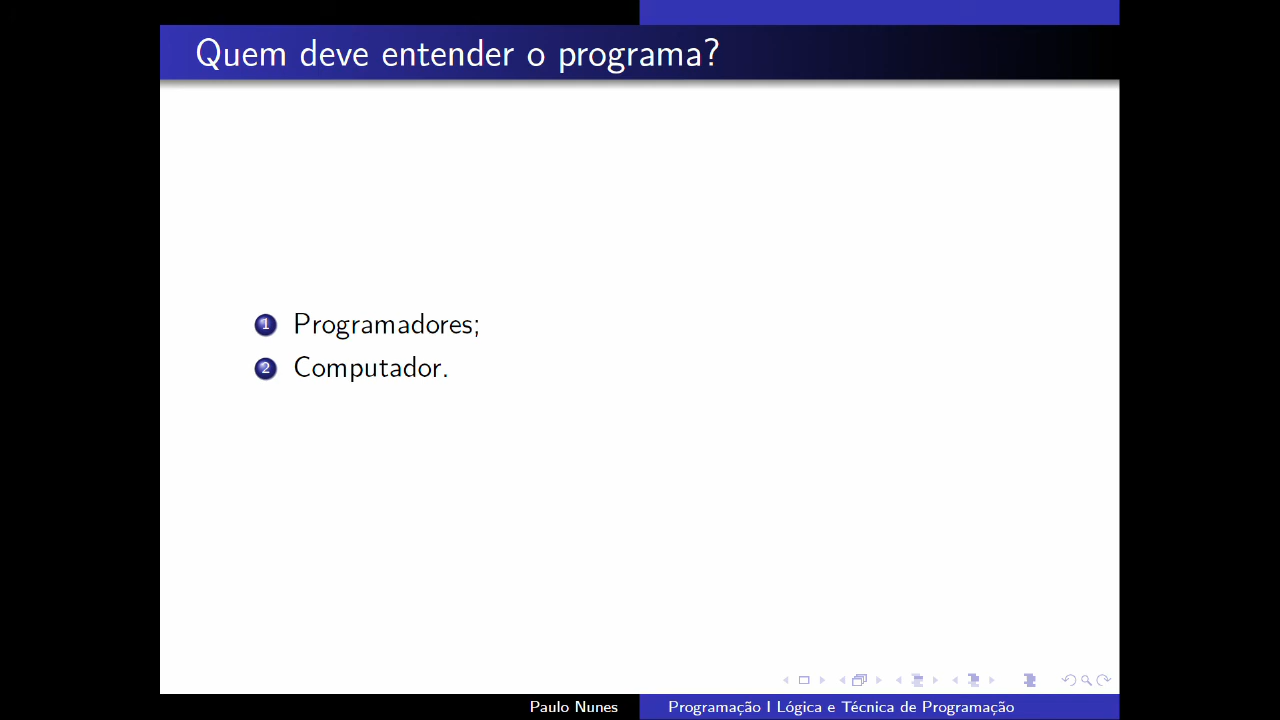 Quem deve entender o programa?
1 Programadores;
2 Computador.
Paulo Nunes
Programação I Lógica e Técnica de Programação